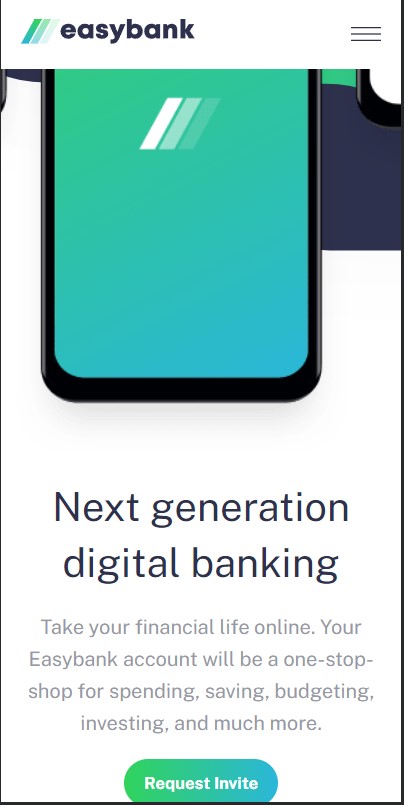 easybank
Next generation
digital banking
Take your financial life online. Your
Easybank account will be a one-stop-
shop for spending, saving, budgeting,
investing, and much more.
Request Invite